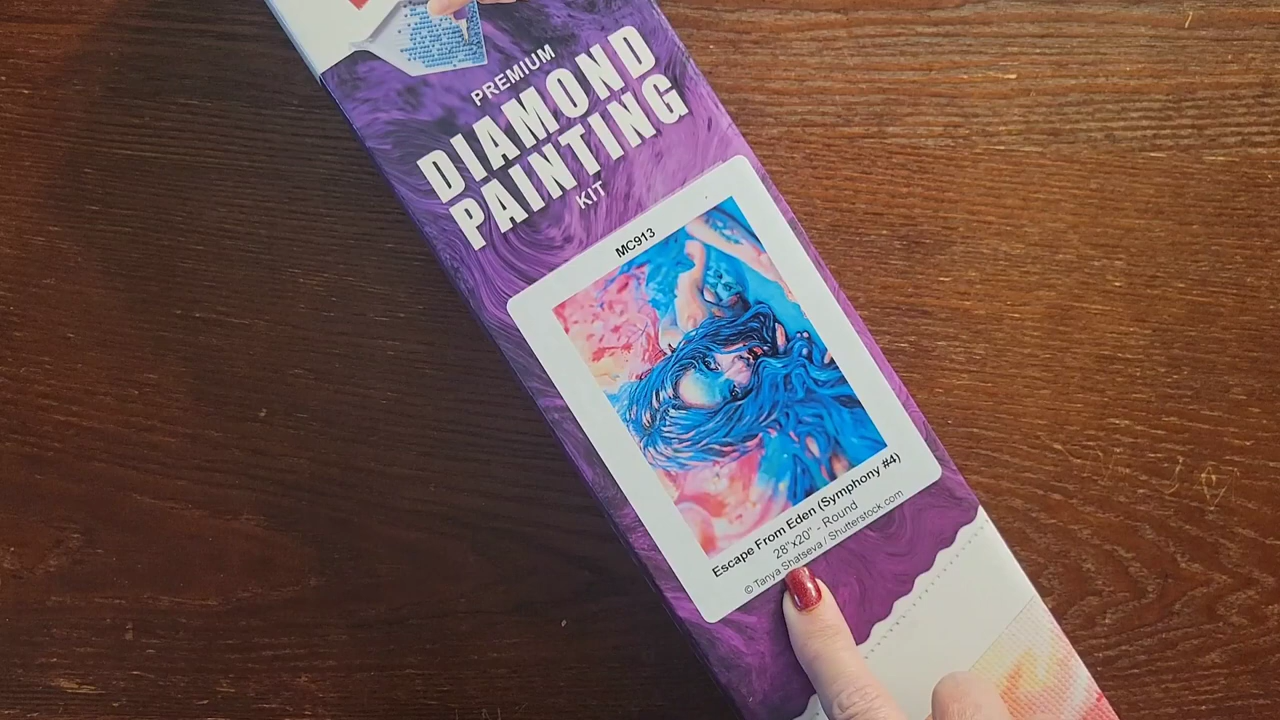 PREMIUM
DIAMOND
PAINTING
KIT
MC913
Escape From Eden (Symphony #4)
28"x20" - Round
© Tanya Shatseva / Shutterstock.com